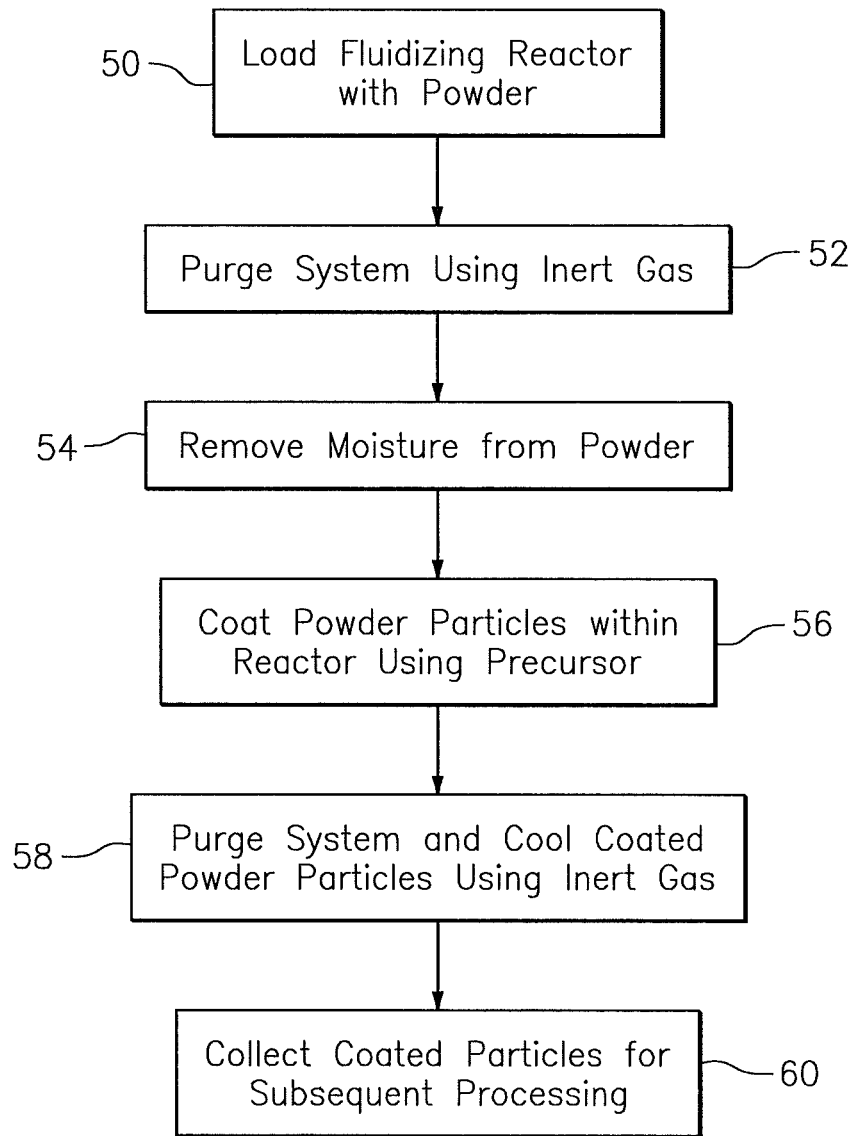 50
Load Fluidizing Reactor
with Powder
Purge System Using Inert Gas
52
54
Remove Moisture from Powder
Coat Powder Particles within
Reactor Using Precursor
56
58
Purge System and Cool Coated
Powder Particles Using Inert Gas
Collect Coated Particles for
Subsequent Processing
60